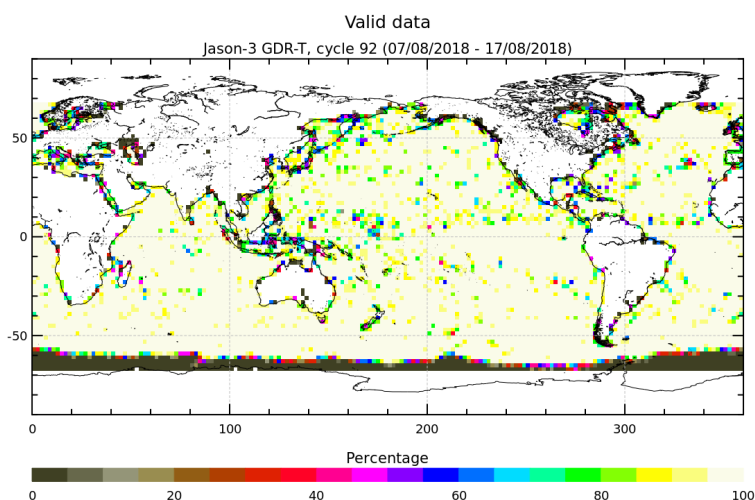 Valid data
Jason-3 GDR-T, cycle 92 (07/08/2018 - 17/08/2018)
50
0
-50
0 100 200 300
Percentage
0 20 40 60 80 100